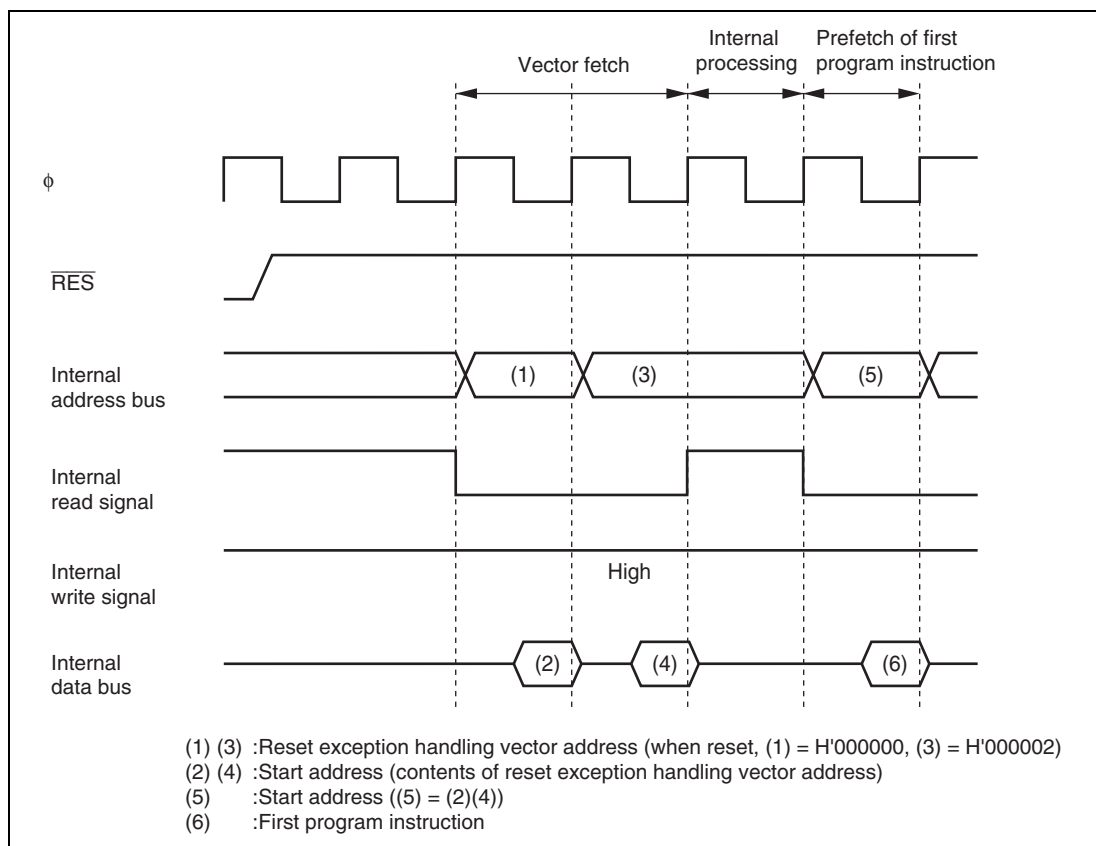 Vector fetch
Internal
processing
Prefetch of first
program instruction
ϕ
RES
Internal
address bus
(1)
(3)
(5)
Internal
read signal
Internal
write signal
High
Internal
data bus
(2)
(4)
(6)
(1) (3) :Reset exception handling vector address (when reset, (1) = H'000000, (3) = H'000002)
(2) (4) :Start address (contents of reset exception handling vector address)
(5) :Start address ((5) = (2)(4))
(6) :First program instruction